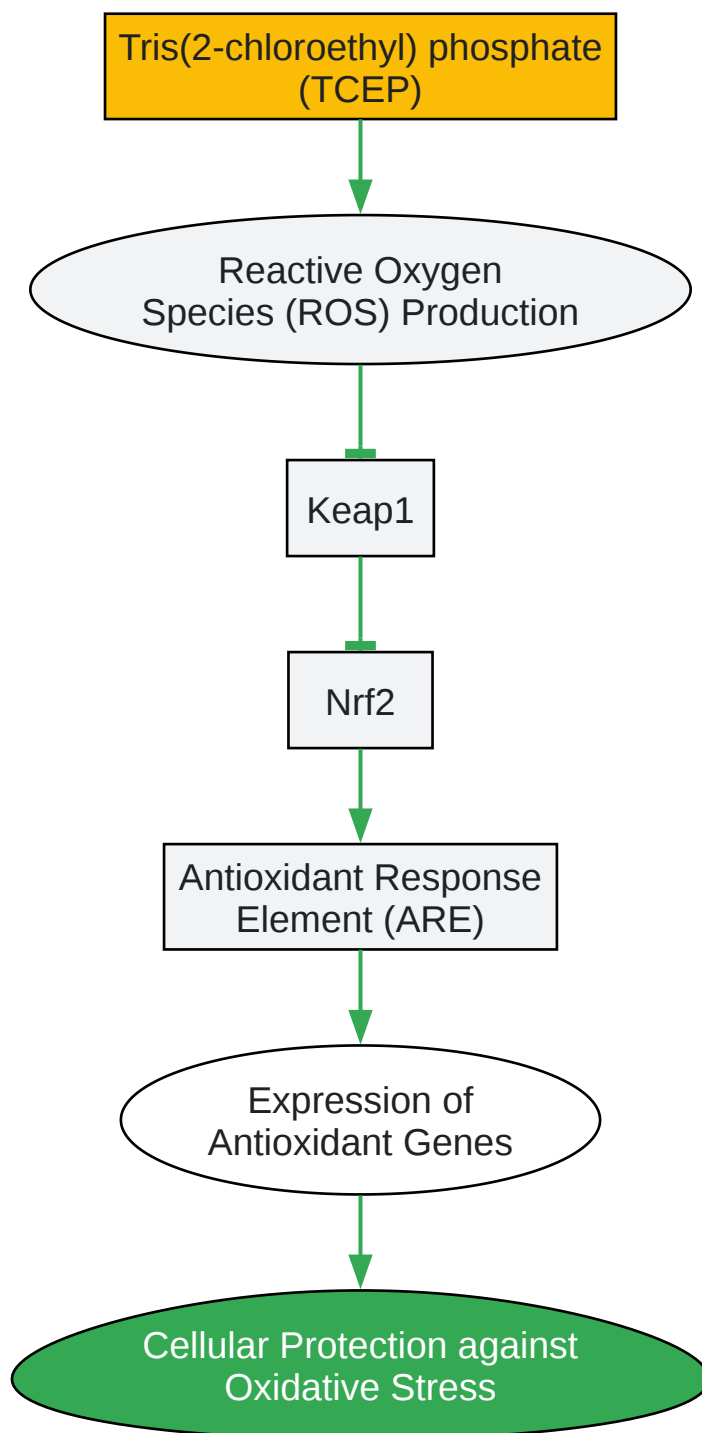 Tris(2-chloroethyl) phosphate
(TCEP)
Reactive Oxygen
Species (ROS) Production
Keap1
Nrf2
Antioxidant Response
Element (ARE)
Expression of
Antioxidant Genes
Cellular Protection against
Oxidative Stress